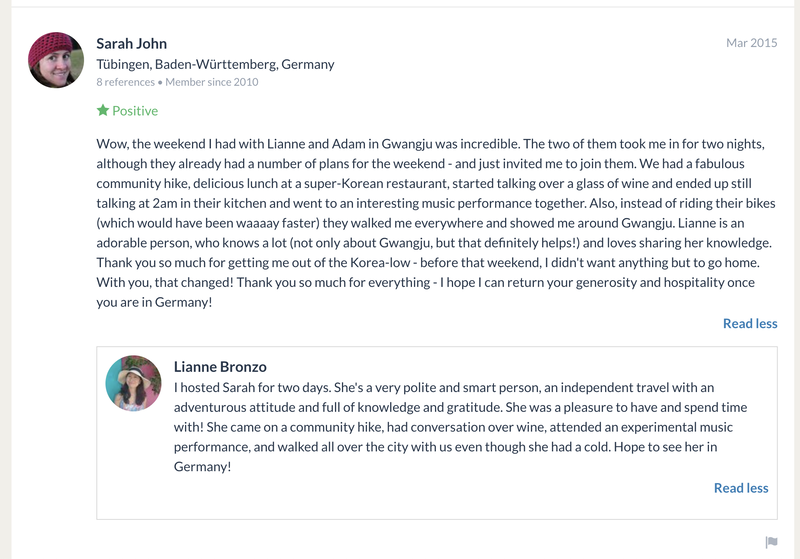 Sarah John
Mar 2015
Tübingen, Baden-Württemberg, Germany
8 references • Member since 2010
Positive
Wow, the weekend I had with Lianne and Adam in Gwangju was incredible. The two of them took me in for two nights,
although they already had a number of plans for the weekend - and just invited me to join them. We had a fabulous
community hike, delicious lunch at a super-Korean restaurant, started talking over a glass of wine and ended up still
talking at 2am in their kitchen and went to an interesting music performance together. Also, instead of riding their bikes
(which would have been waaaay faster) they walked me everywhere and showed me around Gwangju. Lianne is an
adorable person, who knows a lot (not only about Gwangju, but that definitely helps!) and loves sharing her knowledge.
Thank you so much for getting me out of the Korea-low - before that weekend, I didn't want anything but to go home.
With you, that changed! Thank you so much for everything - I hope I can return your generosity and hospitality once
you are in Germany!
Read less
Lianne Bronzo
I hosted Sarah for two days. She's a very polite and smart person, an independent travel with an
adventurous attitude and full of knowledge and gratitude. She was a pleasure to have and spend time
with! She came on a community hike, had conversation over wine, attended an experimental music
performance, and walked all over the city with us even though she had a cold. Hope to see her in
Germany!
Read less